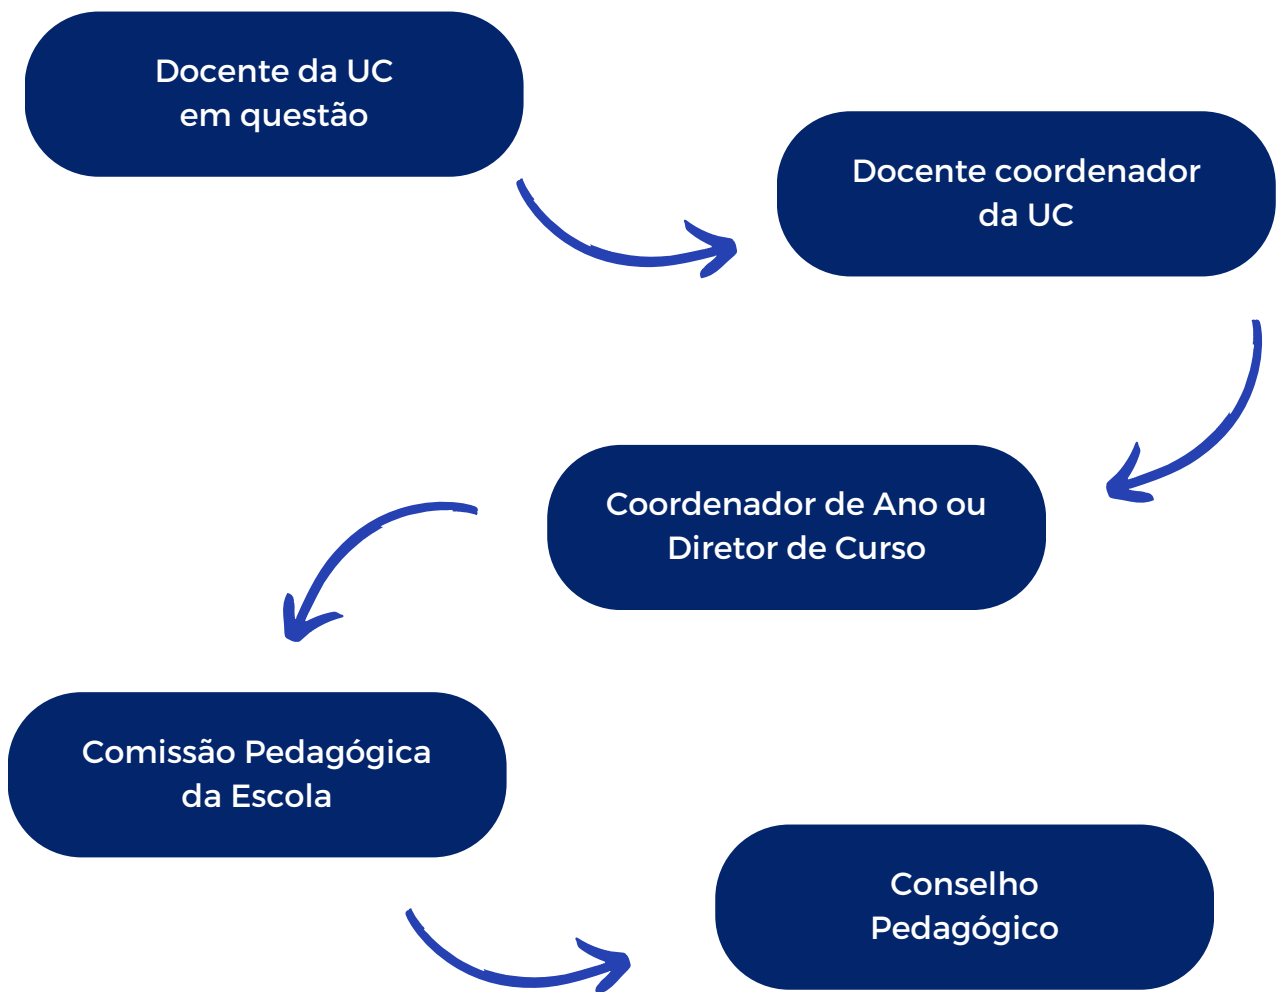 Docente da UC
em questão
Docente coordenador
da UC
Coordenador de Ano ou
Diretor de Curso
Comissão Pedagógica
da Escola
Conselho
Pedagógico